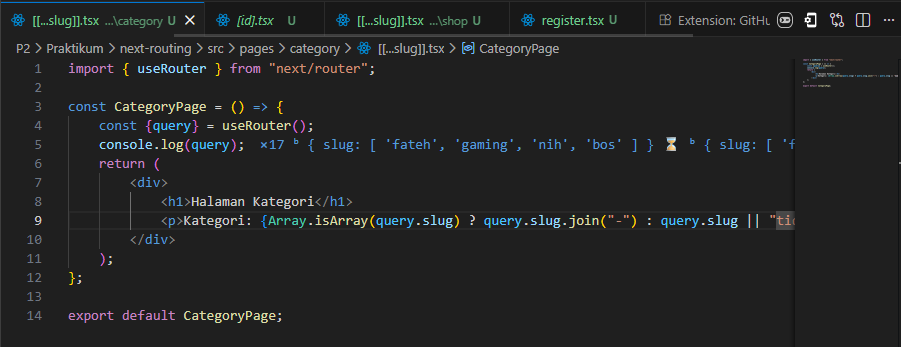 [[...slug]].tsx ...\category U [id].tsx U [[...slug]].tsx ...\shop U register.tsx U Extension: GitHu
P2 > Praktikum > next-routing > src > pages > category > [[...slug]].tsx > CategoryPage
1 import { useRouter } from "next/router";
2
3 const CategoryPage = () => {
4 const {query} = useRouter();
5 console.log(query); ×17 ᵇ { slug: [ 'fateh', 'gaming', 'nih', 'bos' ] } ⌛ ᵇ { slug: [ 'f
6 return (
7 <div>
8 <h1>Halaman Kategori</h1>
9 <p>Kategori: {Array.isArray(query.slug) ? query.slug.join("-") : query.slug || "tid
10 </div>
11 );
12 };
13
14 export default CategoryPage;